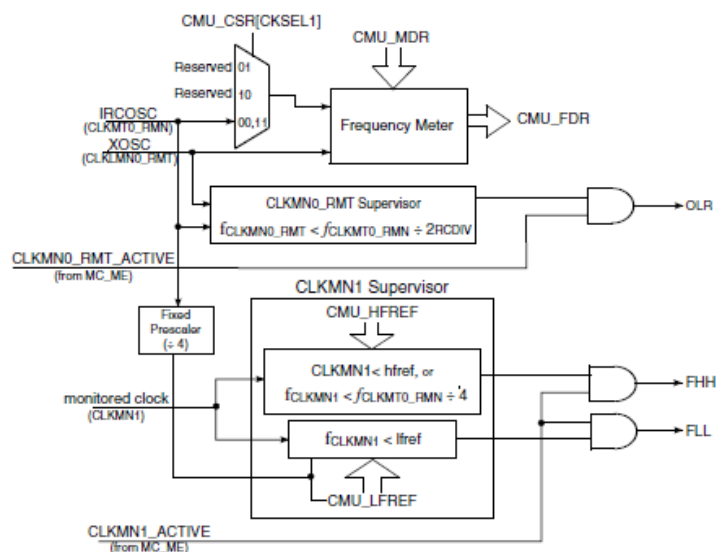 CMU_CSR[CKSEL1]
CMU_MDR
Reserved 01
Reserved 10
IRCOSC
(CLKMT0_RMN)
00,11
Frequency Meter
CMU_FDR
XOSC
(CLKLMN0_RMT)
CLKMN0_RMT Supervisor
fCLKMN0_RMT < fCLKMT0_RMN ÷ 2RCDIV
OLR
CLKMN0_RMT_ACTIVE
(from MC_ME)
CLKMN1 Supervisor
Fixed
Prescaler
(÷ 4)
CMU_HFREF
CLKMN1< hfref, or
fCLKMN1 < fCLKMT0_RMN ÷ '4
FHH
monitored clock
(CLKMN1)
fCLKMN1 < lfref
FLL
CMU_LFREF
CLKMN1_ACTIVE
(from MC_ME)